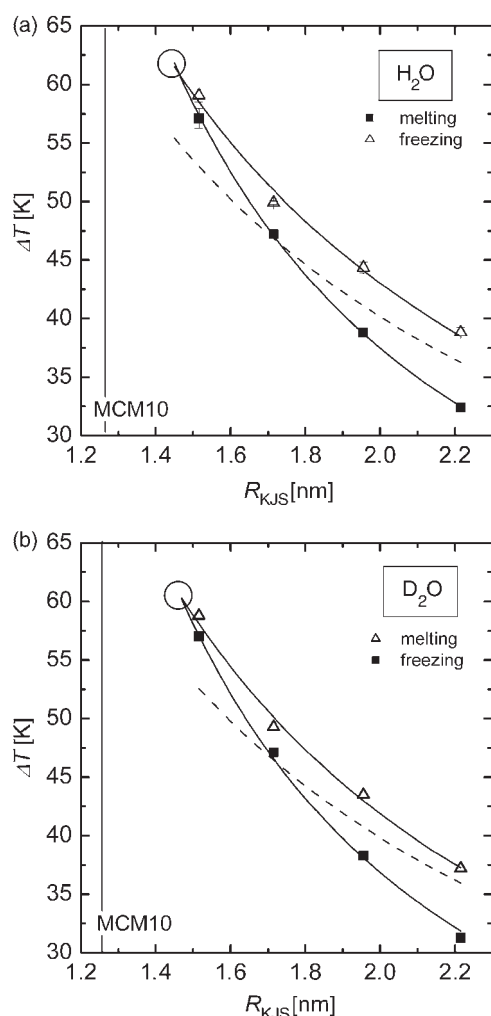 (a)
65
60
55
50
45
40
35
30
ΔT [K]
H₂O
melting
freezing
MCM10
1.2 1.4 1.6 1.8 2.0 2.2
R_KJS[nm]
(b)
65
60
55
50
45
40
35
30
ΔT [K]
D₂O
melting
freezing
MCM10
1.2 1.4 1.6 1.8 2.0 2.2
R_KJS[nm]